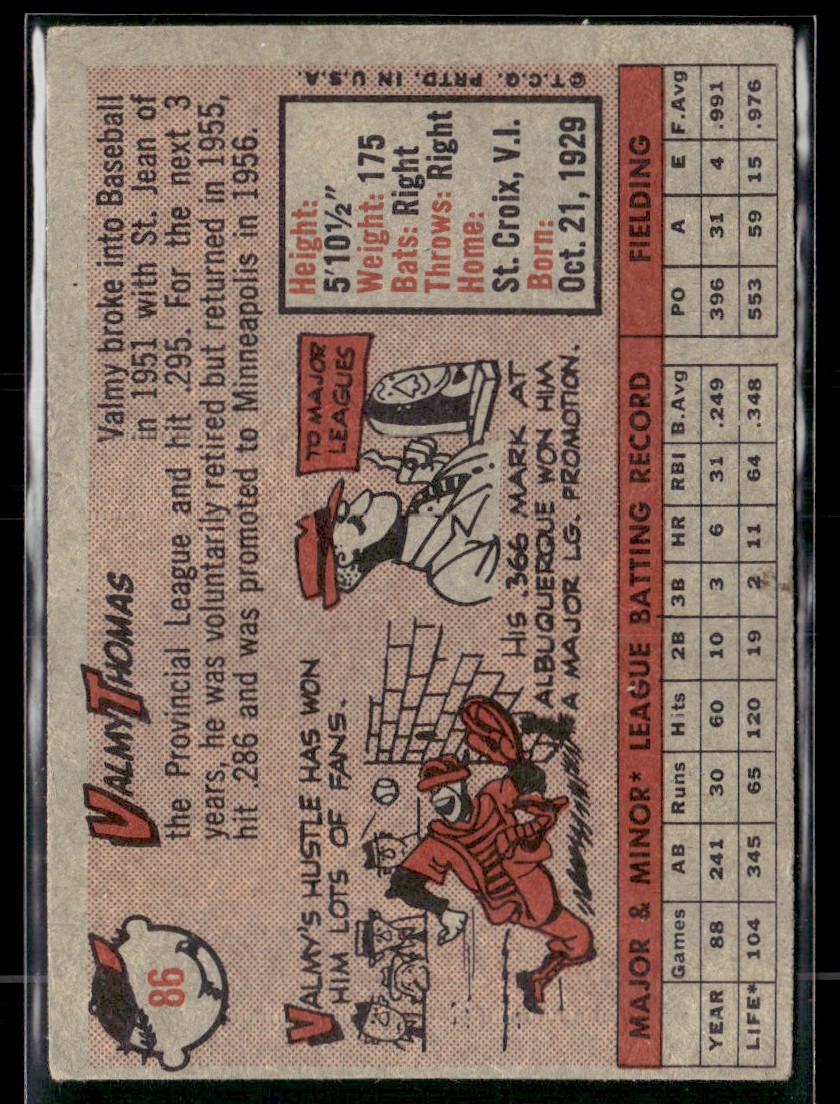 86
VALMY THOMAS
Valmy broke into Baseball
in 1951 with St. Jean of
the Provincial League and hit .295. For the next 3
years, he was voluntarily retired but returned in 1955,
hit .286 and was promoted to Minneapolis in 1956.
VALMY'S HUSTLE HAS WON
HIM LOTS OF FANS.
TO MAJOR
LEAGUES
HIS .366 MARK AT
ALBUQUERQUE WON HIM
A MAJOR LG. PROMOTION.
©T.C.G. PRTD. IN U.S.A.
Height:
5'10½"
Weight: 175
Bats: Right
Throws: Right
Home:
St. Croix, V.I.
Born:
Oct. 21, 1929
MAJOR & MINOR* LEAGUE BATTING RECORD FIELDING
Games AB Runs Hits 2B 3B HR RBI B.Avg PO A E F.Avg
YEAR 88 241 30 60 10 3 6 31 .249 396 31 4 .991
LIFE* 104 345 65 120 19 2 11 64 .348 553 59 15 .976